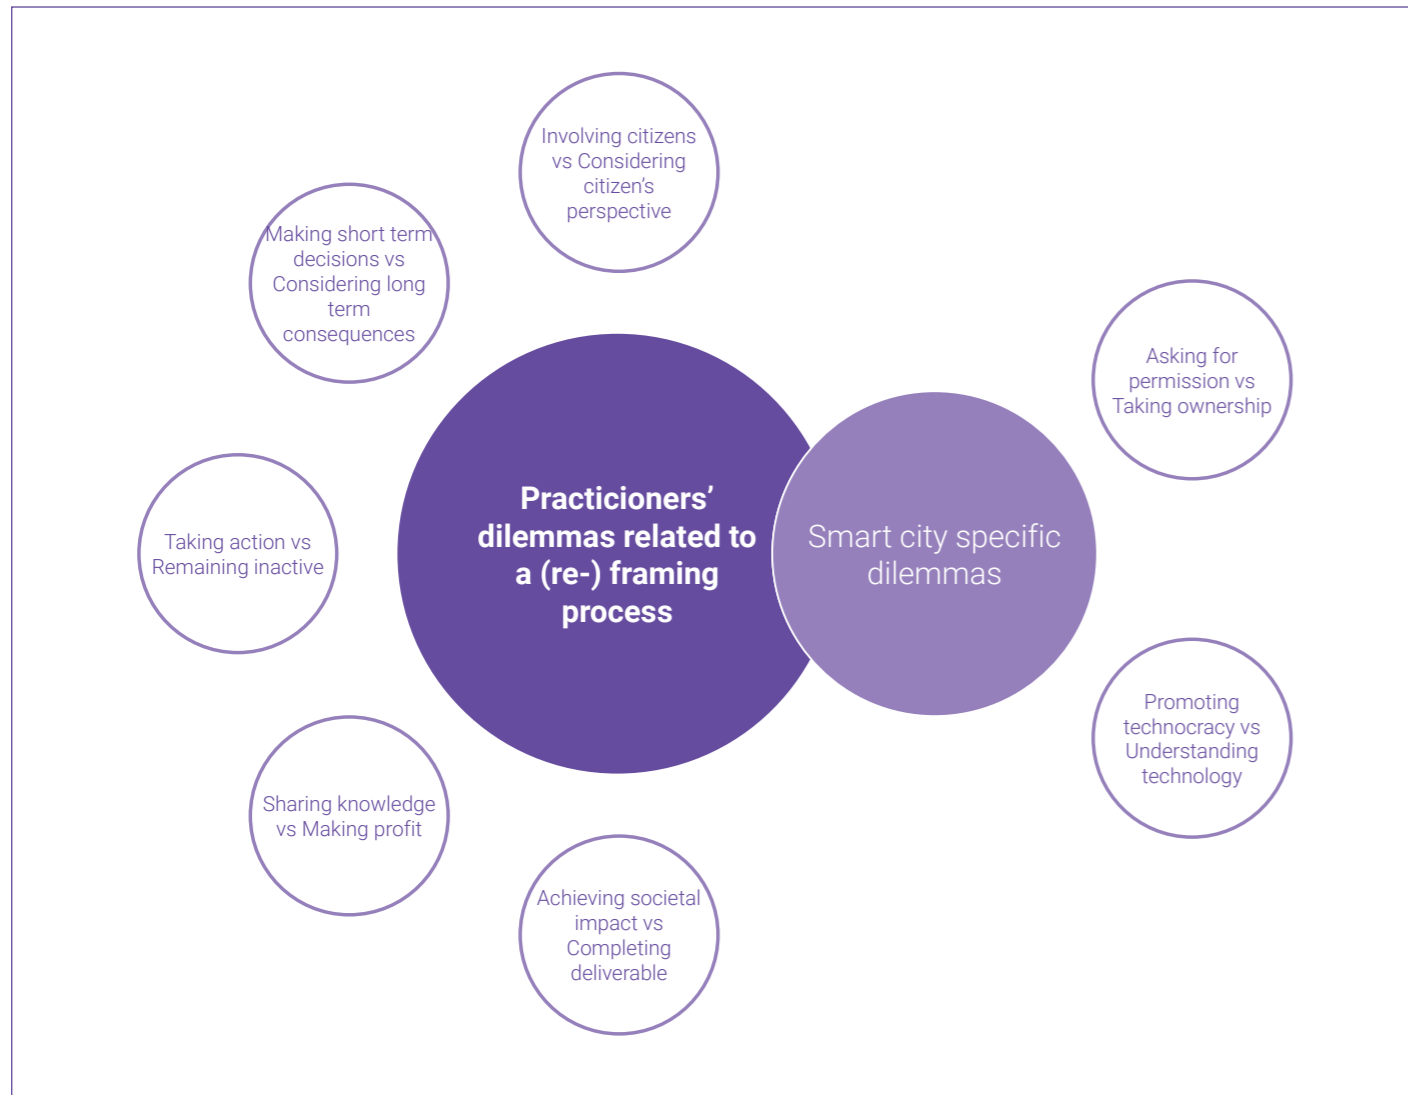 Involving citizens
vs Considering
citizen's
perspective
Making short term
decisions vs
Considering long
term
consequences
Asking for
permission vs
Taking ownership
Practicioners’
dilemmas related to
a (re-) framing
process
Smart city specific
dilemmas
Taking action vs
Remaining inactive
Promoting
technocracy vs
Understanding
technology
Sharing knowledge
vs Making profit
Achieving societal
impact vs
Completing
deliverable